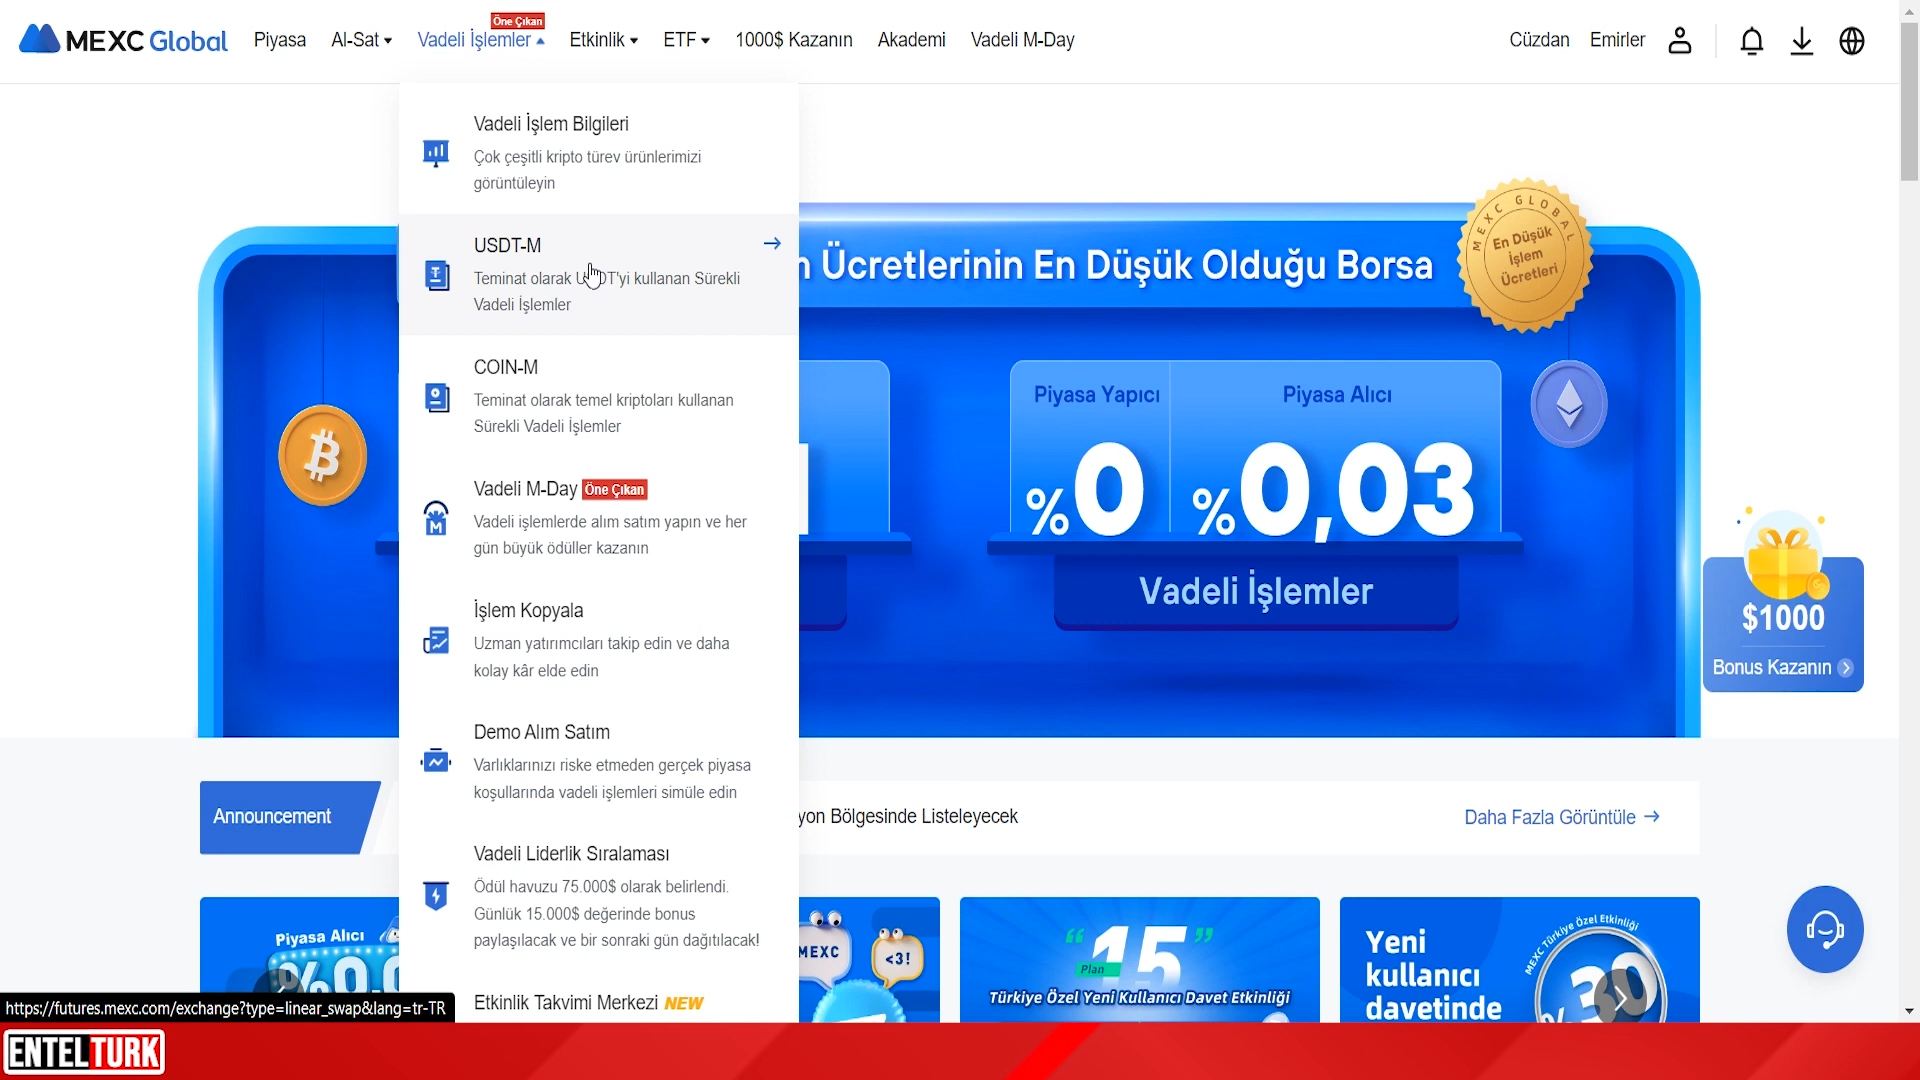 MEXC Global
Piyasa
Al-Sat
Öne Çıkan
Vadeli İşlemler
Etkinlik
ETF
1000$ Kazanın
Akademi
Vadeli M-Day
Cüzdan
Emirler
Vadeli İşlem Bilgileri
Çok çeşitli kripto türev ürünlerimizi
görüntüleyin
USDT-M
Teminat olarak USDT'yi kullanan Sürekli
Vadeli İşlemler
COIN-M
Teminat olarak temel kriptoları kullanan
Sürekli Vadeli İşlemler
Vadeli M-Day Öne Çıkan
Vadeli işlemlerde alım satım yapın ve her
gün büyük ödüller kazanın
İşlem Kopyala
Uzman yatırımcıları takip edin ve daha
kolay kâr elde edin
Demo Alım Satım
Varlıklarınızı riske etmeden gerçek piyasa
koşullarında vadeli işlemleri simüle edin
Vadeli Liderlik Sıralaması
Ödül havuzu 75.000$ olarak belirlendi.
Günlük 15.000$ değerinde bonus
paylaşılacak ve bir sonraki gün dağıtılacak!
Etkinlik Takvimi Merkezi NEW
Ücretlerinin En Düşük Olduğu Borsa
MEXC GLOBAL
En Düşük
İşlem
Ücretleri
Piyasa Yapıcı
Piyasa Alıcı
%0
%0,03
Vadeli İşlemler
$1000
Bonus Kazanın
Announcement
yon Bölgesinde Listeleyecek
Daha Fazla Görüntüle
Piyasa Alıcı
%0,0
MEXC
<3!
"15"
Plan
Türkiye Özel Yeni Kullanıcı Davet Etkinliği
Yeni
kullanıcı
davetinde
MEXC Türkiye Özel Etkinliği
%30
https://futures.mexc.com/exchange?type=linear_swap&lang=tr-TR
ENTELTURK